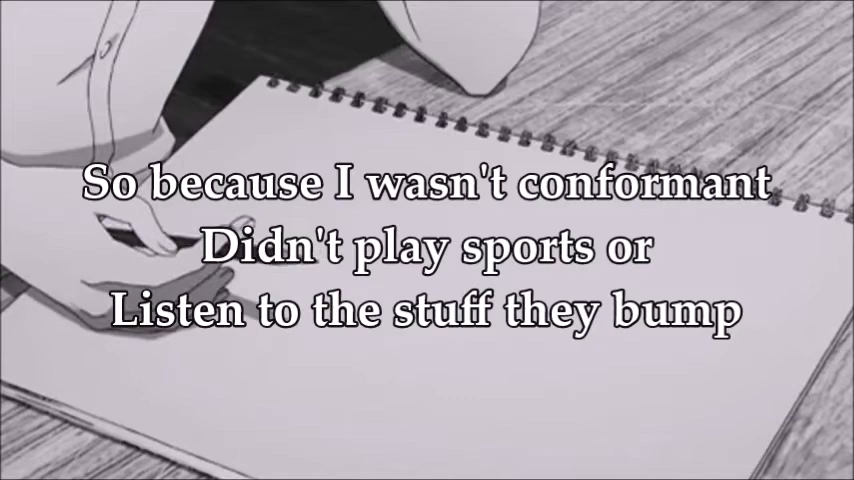 So because I wasn't conformant
Didn't play sports or
Listen to the stuff they bump